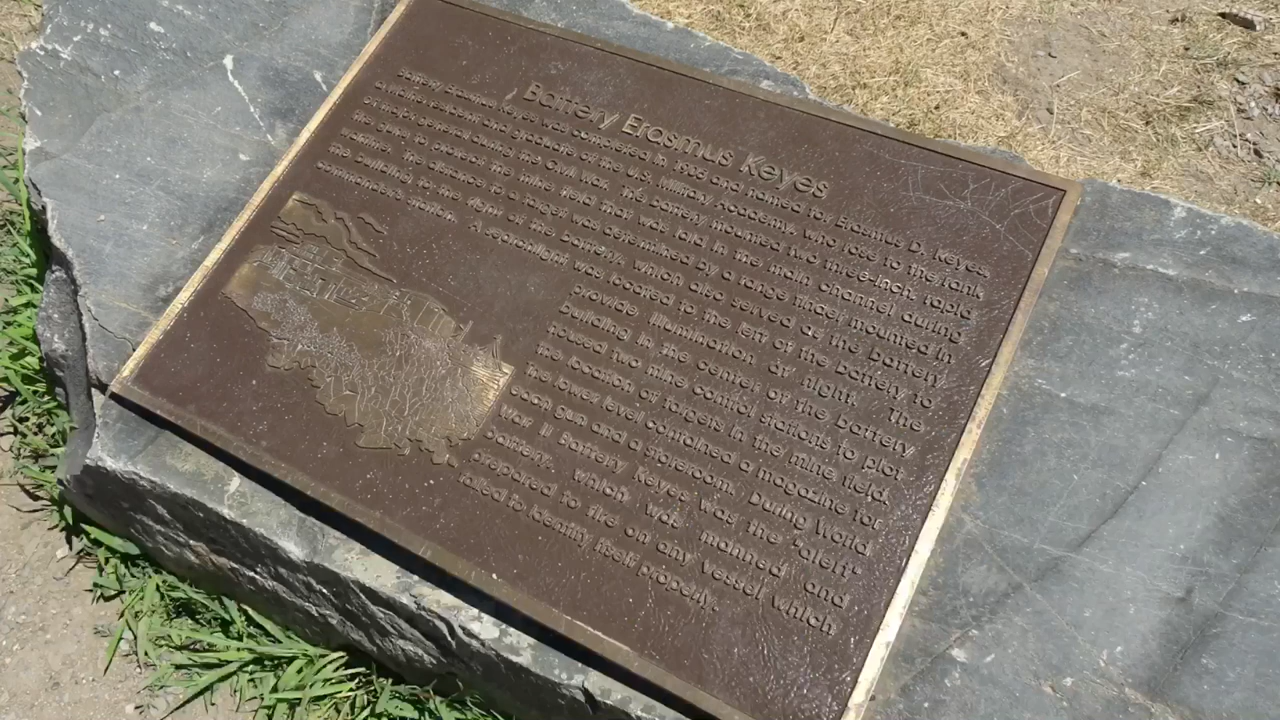 Battery Erasmus Keyes
Battery Erasmus Keyes was completed in 1905 and named for Erasmus D. Keyes,
a Maine resident and graduate of the U.S. Military Academy, who rose to the rank
of major general during the Civil War. The battery mounted two three-inch, rapid
fire guns to protect the mine field that was laid in the main channel during
wartime. The distance to a target was determined by a range finder mounted in
the building to the right of the battery, which also served as the battery
commander's station. A searchlight was located to the left of the battery to
provide illumination at night. The
building in the center of the battery
housed two mine control stations to plot
the location of targets in the mine field.
The lower level contained a magazine for
each gun and a storeroom. During World
War II Battery Keyes was the "alert"
battery, which was manned and
prepared to fire on any vessel which
failed to identify itself properly.